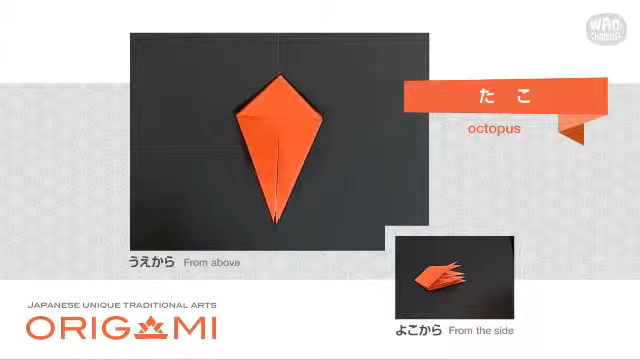 WAO!
CHANNEL
たこ
octopus
うえから From above
よこから From the side
JAPANESE UNIQUE TRADITIONAL ARTS
ORIGAMI